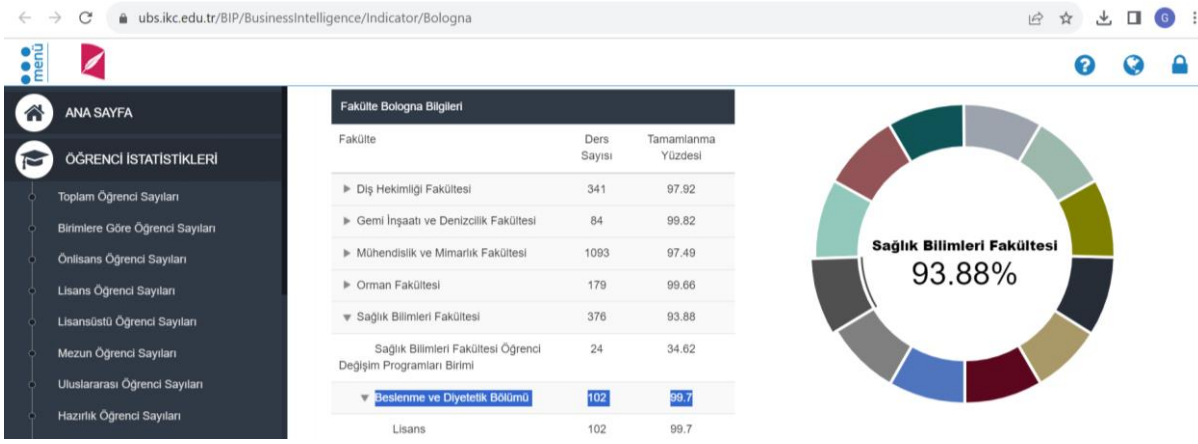 ubs.ikc.edu.tr/BIP/BusinessIntelligence/Indicator/Bologna
G
menü
ANA SAYFA
ÖĞRENCİ İSTATİSTİKLERİ
Toplam Öğrenci Sayıları
Birimlere Göre Öğrenci Sayıları
Önlisans Öğrenci Sayıları
Lisans Öğrenci Sayıları
Lisansüstü Öğrenci Sayıları
Mezun Öğrenci Sayıları
Uluslararası Öğrenci Sayıları
Hazırlık Öğrenci Sayıları
Fakülte Bologna Bilgileri
Fakülte Ders Sayısı Tamamlanma Yüzdesi
Diş Hekimliği Fakültesi 341 97.92
Gemi İnşaatı ve Denizcilik Fakültesi 84 99.82
Mühendislik ve Mimarlık Fakültesi 1093 97.49
Orman Fakültesi 179 99.66
Sağlık Bilimleri Fakültesi 376 93.88
Sağlık Bilimleri Fakültesi Öğrenci 24 34.62
Değişim Programları Birimi
Beslenme ve Diyetetik Bölümü 102 99.7
Lisans 102 99.7
Sağlık Bilimleri Fakültesi
93.88%